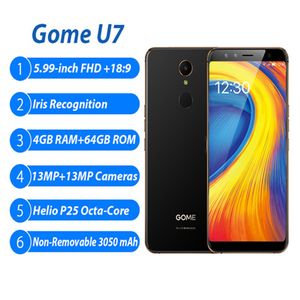 Gome U7
1 5.99-inch FHD +18:9
2 Iris Recognition
3 4GB RAM+64GB ROM
4 13MP+13MP Cameras
5 Helio P25 Octa-Core
6 Non-Removable 3050 mAh
GOME
12:30